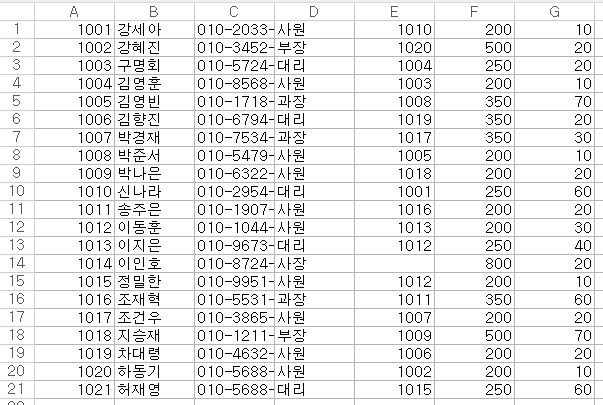 A B C D E F G
1 1001 강세아 010-2033- 사원 1010 200 10
2 1002 강혜진 010-3452- 부장 1020 500 20
3 1003 구명회 010-5724- 대리 1004 250 20
4 1004 김영훈 010-8568- 사원 1003 200 10
5 1005 김영빈 010-1718- 과장 1008 350 70
6 1006 김향진 010-6794- 대리 1019 350 20
7 1007 박경재 010-7534- 과장 1017 350 30
8 1008 박준서 010-5479- 사원 1005 200 10
9 1009 박나은 010-6322- 사원 1018 200 20
10 1010 신나라 010-2954- 대리 1001 250 60
11 1011 송주은 010-1907- 사원 1016 200 20
12 1012 이동훈 010-1044- 사원 1013 200 30
13 1013 이지은 010-9673- 대리 1012 250 40
14 1014 이인호 010-8724- 사장 800 20
15 1015 정밀한 010-9951- 사원 1012 200 10
16 1016 조재혁 010-5531- 과장 1011 350 60
17 1017 조건우 010-3865- 사원 1007 200 20
18 1018 지승재 010-1211- 부장 1009 500 70
19 1019 차대령 010-4632- 사원 1006 200 20
20 1020 하동기 010-5688- 사원 1002 200 10
21 1021 허재영 010-5688- 대리 1015 250 60